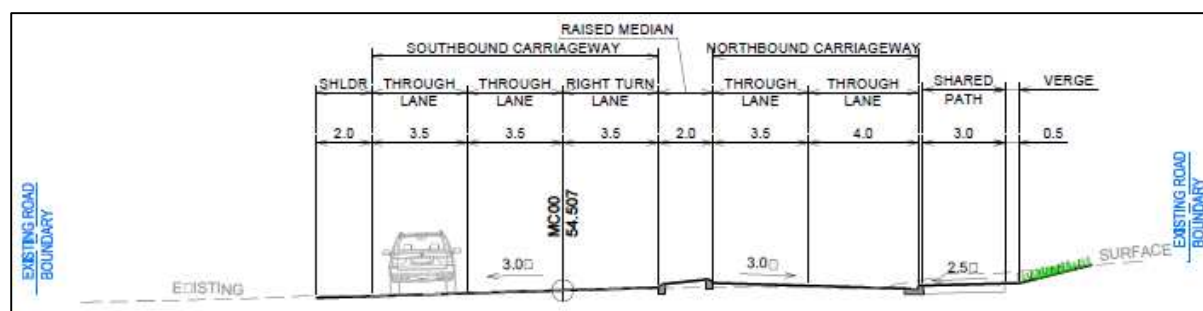 RAISED MEDIAN
SOUTHBOUND CARRIAGEWAY
NORTHBOUND CARRIAGEWAY
SHLDR
THROUGH
LANE
THROUGH
LANE
RIGHT TURN
LANE
THROUGH
LANE
THROUGH
LANE
SHARED
PATH
VERGE
2.0
3.5
3.5
3.5
2.0
3.5
4.0
3.0
0.5
EXISTING ROAD
BOUNDARY
MC00
54.507
EXISTING ROAD
BOUNDARY
3.0□
3.0□
2.5□
E□ISTING
SURFACE